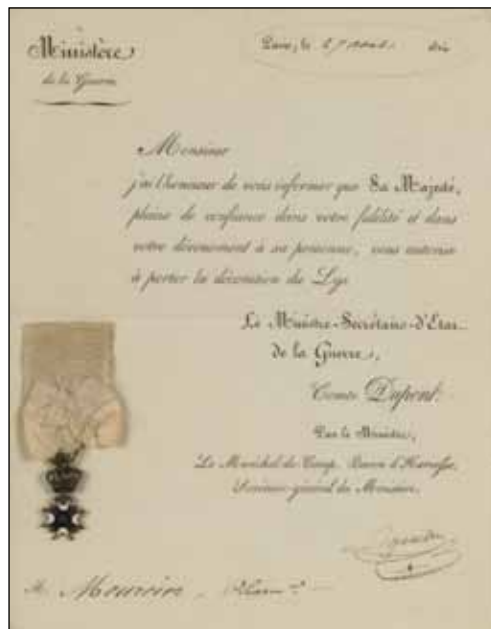 Ministère
de la Guerre
Paris, le 27 août
Monsieur
j'ai l'honneur de vous informer que Sa Majesté,
pleine de confiance dans votre fidélité et dans
votre dévouement à sa personne, vous autorise
à porter la décoration du Lys
Le Ministre-Secrétaire-d'Etat
de la Guerre,
Comte Dupont.
Par le Ministre,
Le Maréchal de Camp, Baron
Secrétaire général du Ministère.
M.